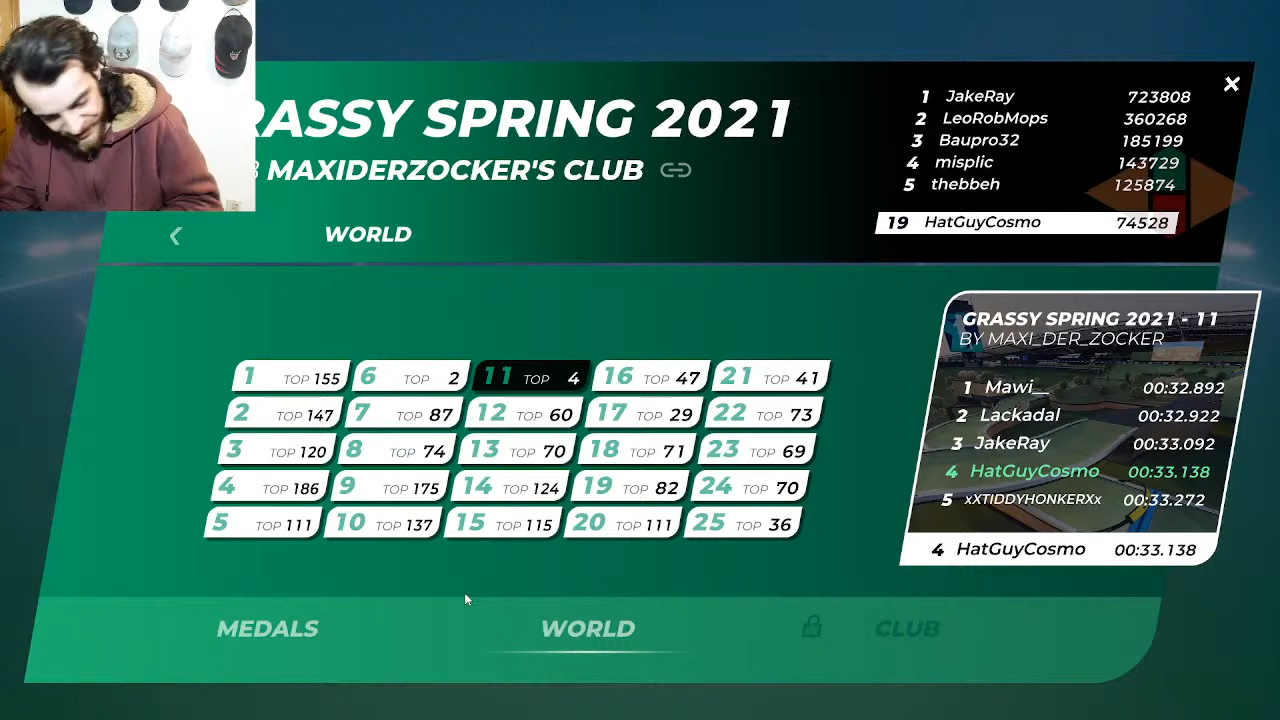 RASSY SPRING 2021
MAXIDERZOCKER'S CLUB
WORLD
1 JakeRay 723808
2 LeoRobMops 360268
3 Baupro32 185199
4 misplic 143729
5 thebbeh 125874
19 HatGuyCosmo 74528
1 TOP 155 6 TOP 2 11 TOP 4 16 TOP 47 21 TOP 41
2 TOP 147 7 TOP 87 12 TOP 60 17 TOP 29 22 TOP 73
3 TOP 120 8 TOP 74 13 TOP 70 18 TOP 71 23 TOP 69
4 TOP 186 9 TOP 175 14 TOP 124 19 TOP 82 24 TOP 70
5 TOP 111 10 TOP 137 15 TOP 115 20 TOP 111 25 TOP 36
GRASSY SPRING 2021 - 11
BY MAXI_DER_ZOCKER
1 Mawi__ 00:32.892
2 Lackadal 00:32.922
3 JakeRay 00:33.092
4 HatGuyCosmo 00:33.138
5 xXTIDDYHONKERXx 00:33.272
4 HatGuyCosmo 00:33.138
MEDALS WORLD CLUB